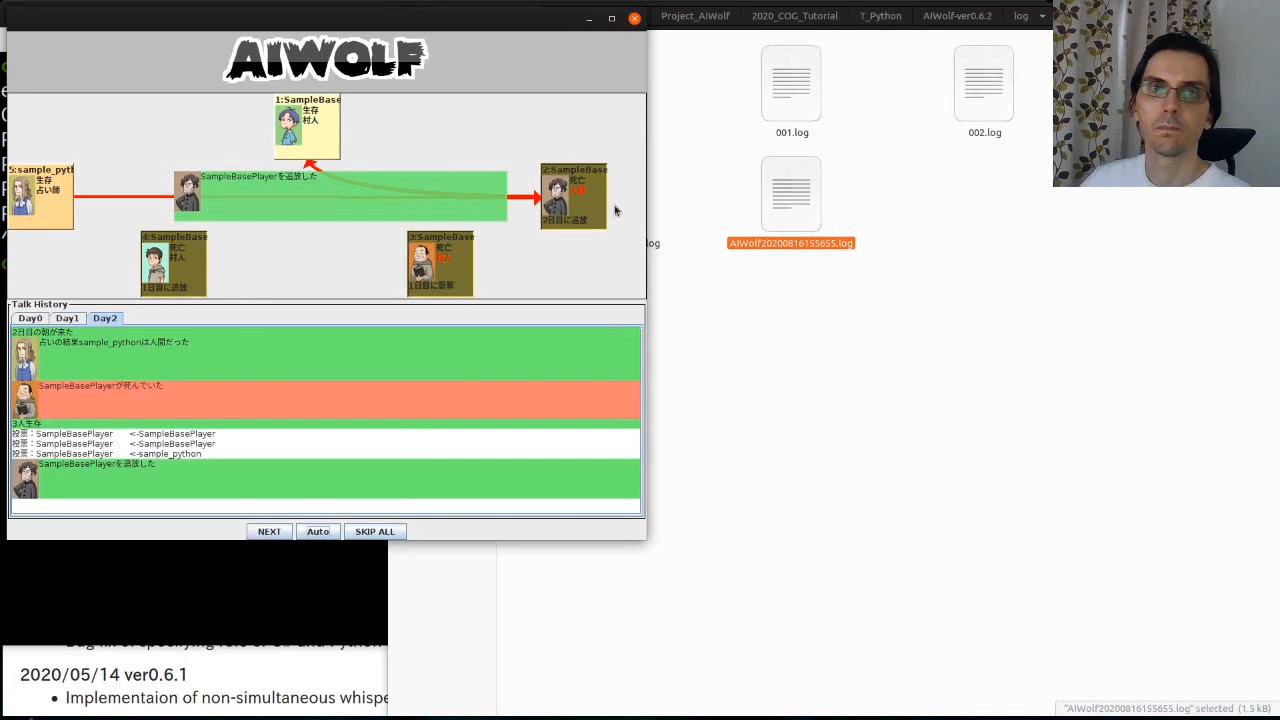 Project_AIWolf
2020_COG_Tutorial
T_Python
AIWolf-ver0.6.2
log
AIWOLF
001.log
002.log
AIWolf20200816155655.log
1:SampleBase
生存
村人
5:sample_pyth
生存
占い師
SampleBasePlayerを追放した
2:SampleBase
死亡
2日目に追放
4:SampleBase
死亡
村人
1日目に追放
3:SampleBase
死亡
1日目に襲撃
Talk History
Day0
Day1
Day2
2日目の朝が来た
占いの結果sample_pythonは人間だった
SampleBasePlayerが死んでいた
3人生存
投票：SampleBasePlayer <-SampleBasePlayer
投票：SampleBasePlayer <-SampleBasePlayer
投票：SampleBasePlayer <-sample_python
SampleBasePlayerを追放した
NEXT
Auto
SKIP ALL
2020/05/14 ver0.6.1
• Implementaion of non-simultaneous whispe
"AIWolf20200816155655.log" selected (1.5 kB)